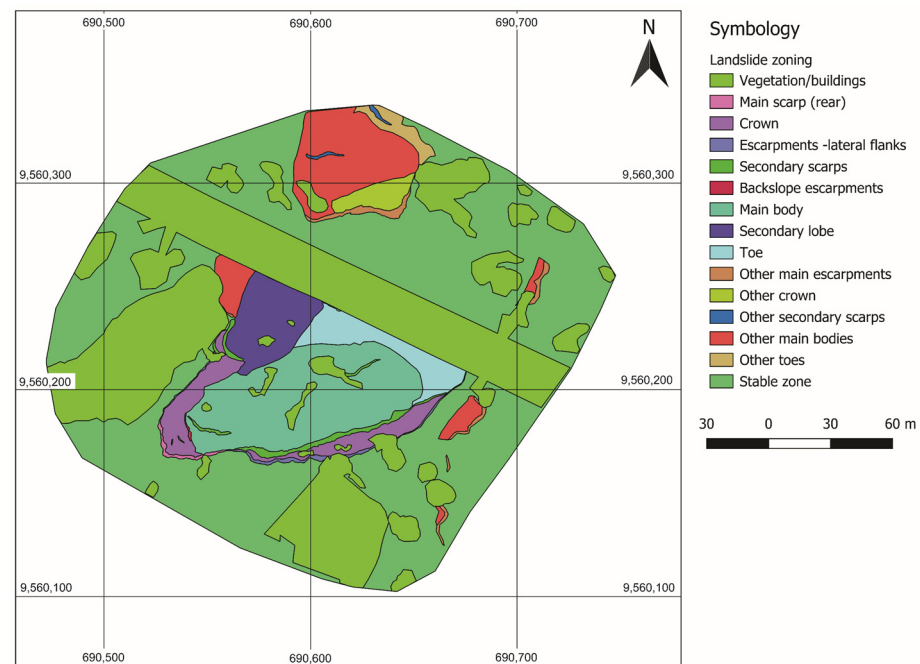 690,500 690,600 690,700
N
9,560,300 9,560,300
9,560,200 9,560,200
9,560,100 9,560,100
690,500 690,600 690,700
Symbology
Landslide zoning
Vegetation/buildings
Main scarp (rear)
Crown
Escarpments -lateral flanks
Secondary scarps
Backslope escarpments
Main body
Secondary lobe
Toe
Other main escarpments
Other crown
Other secondary scarps
Other main bodies
Other toes
Stable zone
30 0 30 60 m